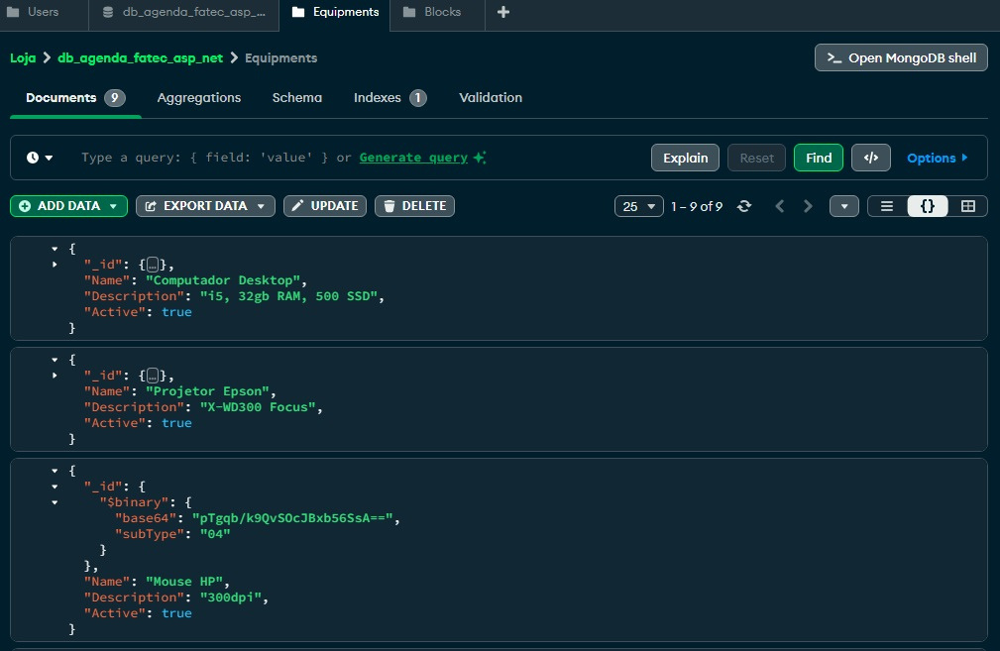 Users
db_agenda_fatec_asp_...
Equipments
Blocks
Loja > db_agenda_fatec_asp_net > Equipments
>_ Open MongoDB shell
Documents 9
Aggregations
Schema
Indexes 1
Validation
Type a query: { field: 'value' } or Generate query
Explain
Reset
Find
</>
Options
ADD DATA
EXPORT DATA
UPDATE
DELETE
25
1 – 9 of 9
{}
{
"_id": {…},
"Name": "Computador Desktop",
"Description": "i5, 32gb RAM, 500 SSD",
"Active": true
}
{
"_id": {…},
"Name": "Projetor Epson",
"Description": "X-WD300 Focus",
"Active": true
}
{
"_id": {
"$binary": {
"base64": "pTgqb/k9QvSOcJBxb56SsA==",
"subType": "04"
}
},
"Name": "Mouse HP",
"Description": "300dpi",
"Active": true
}